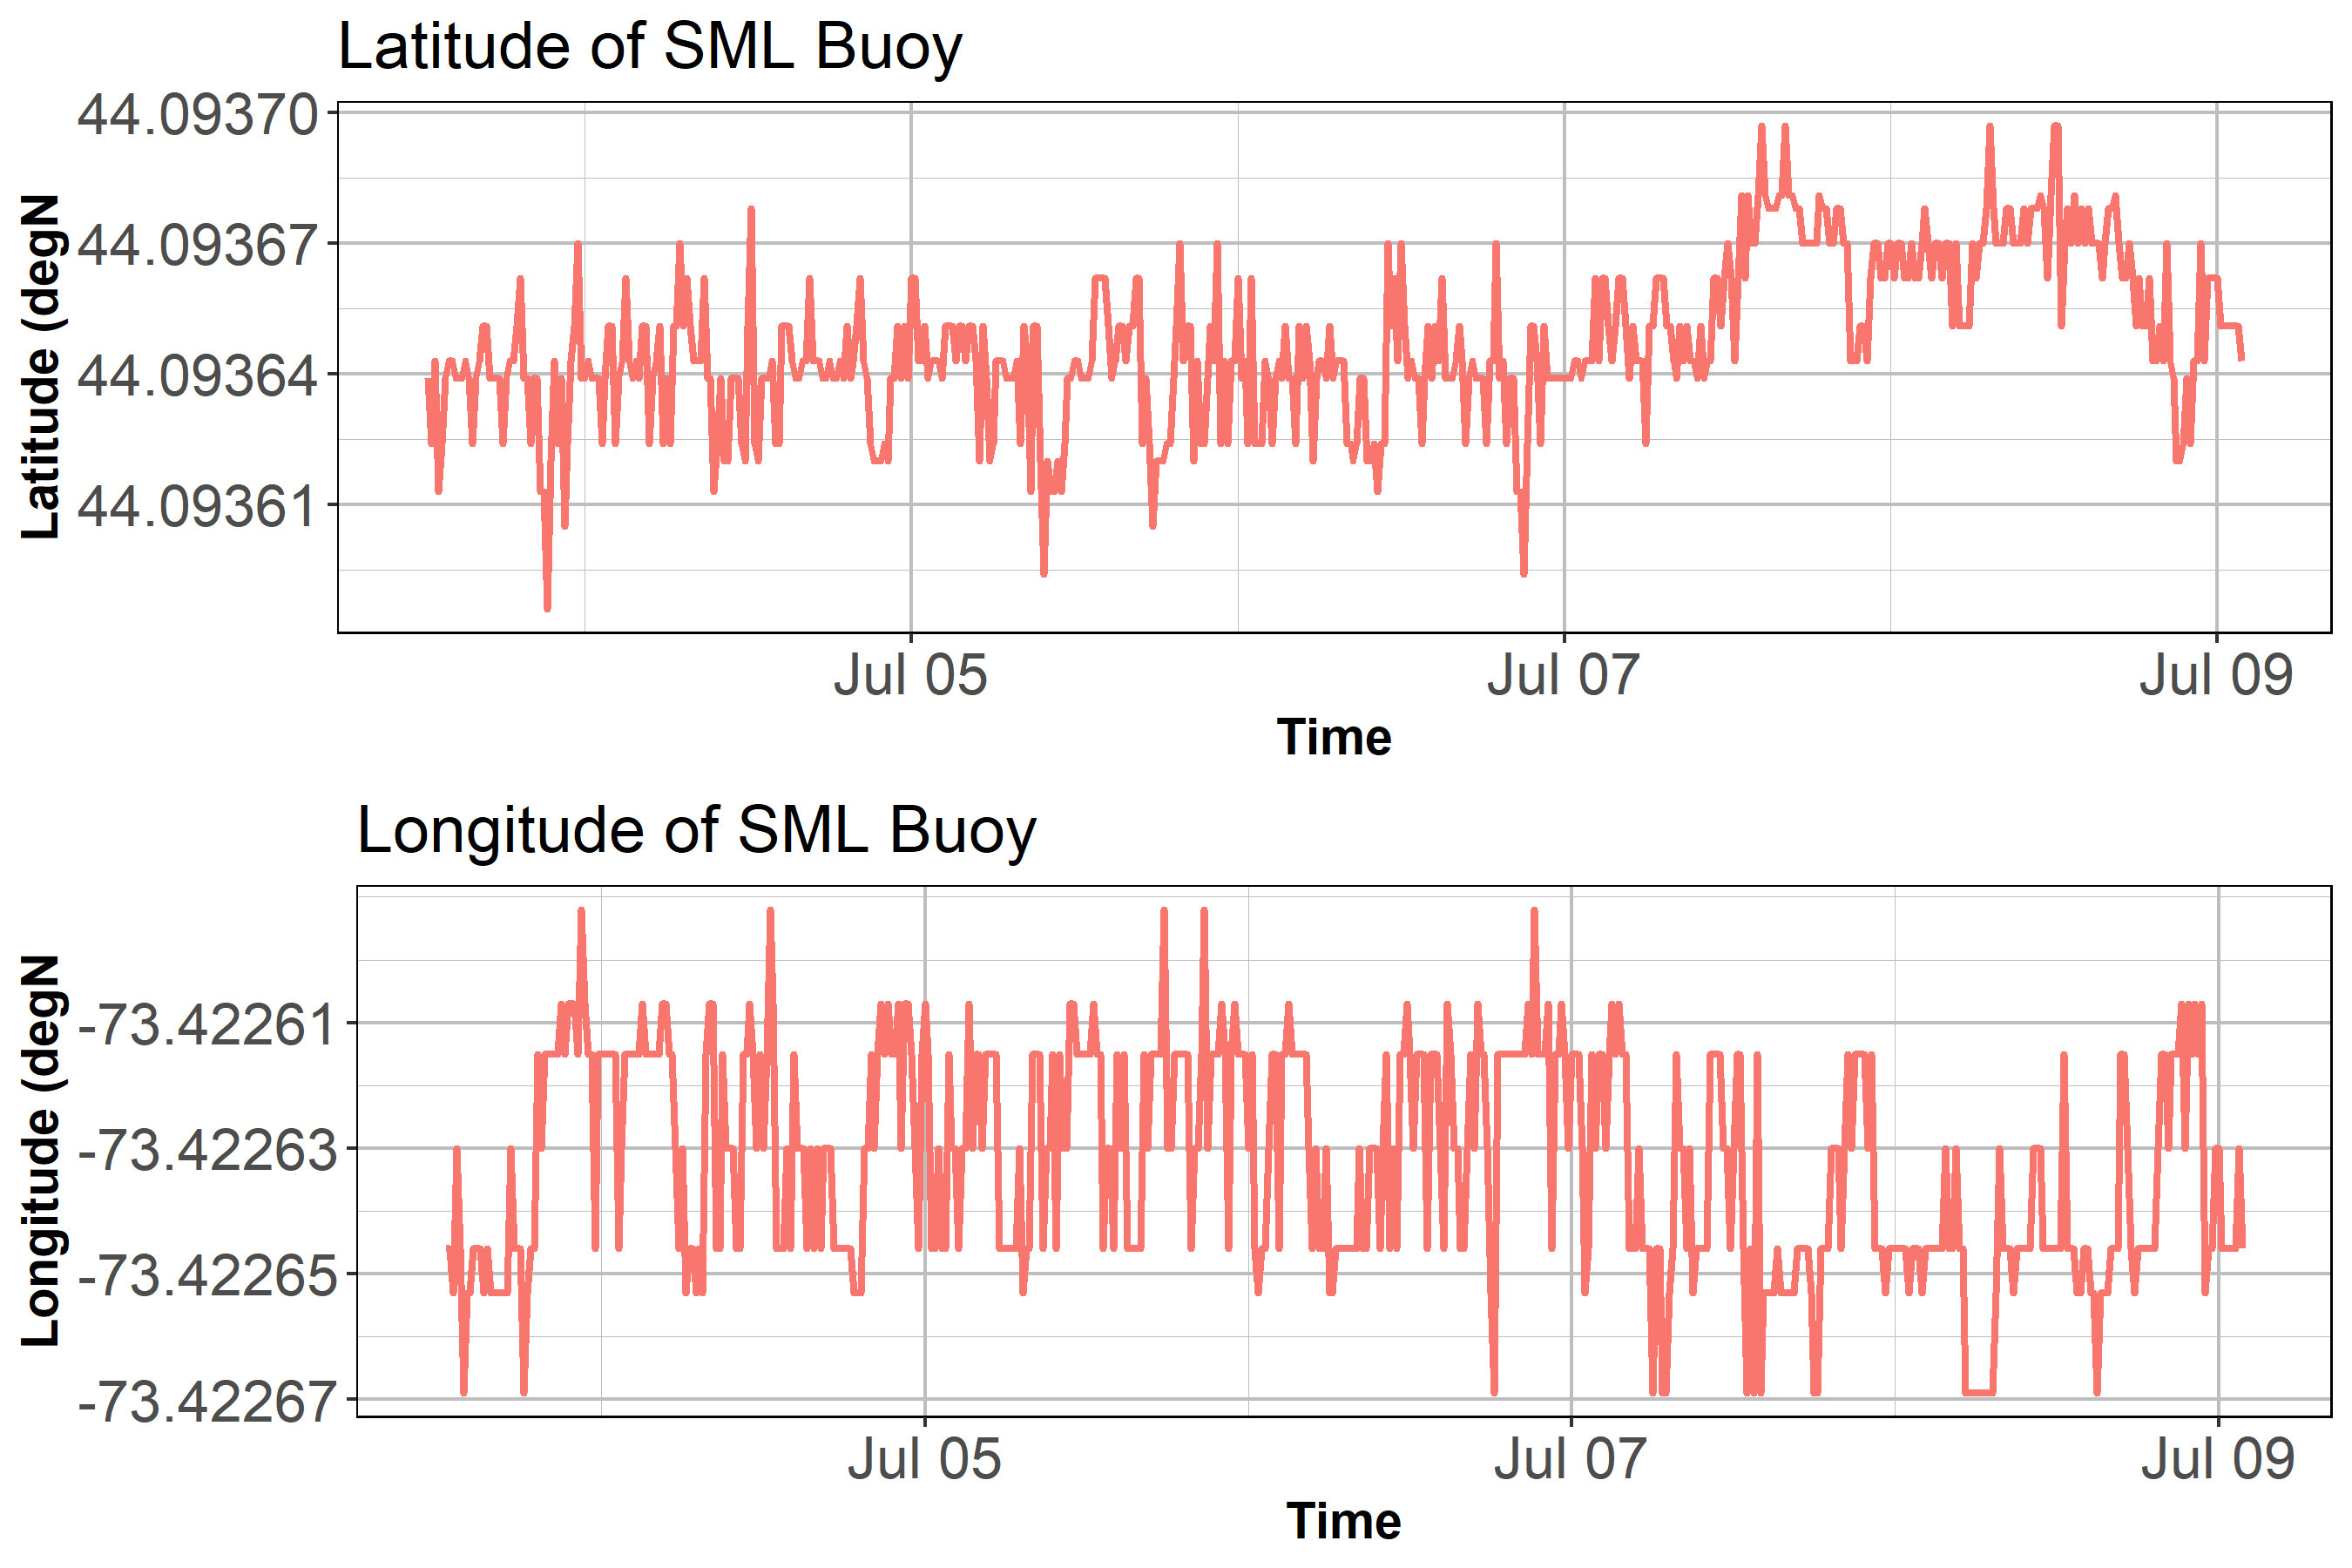 Latitude of SML Buoy
44.09370
44.09367
44.09364
44.09361
Latitude (degN
Jul 05 Jul 07 Jul 09
Time
Longitude of SML Buoy
-73.42261
-73.42263
-73.42265
-73.42267
Longitude (degN
Jul 05 Jul 07 Jul 09
Time